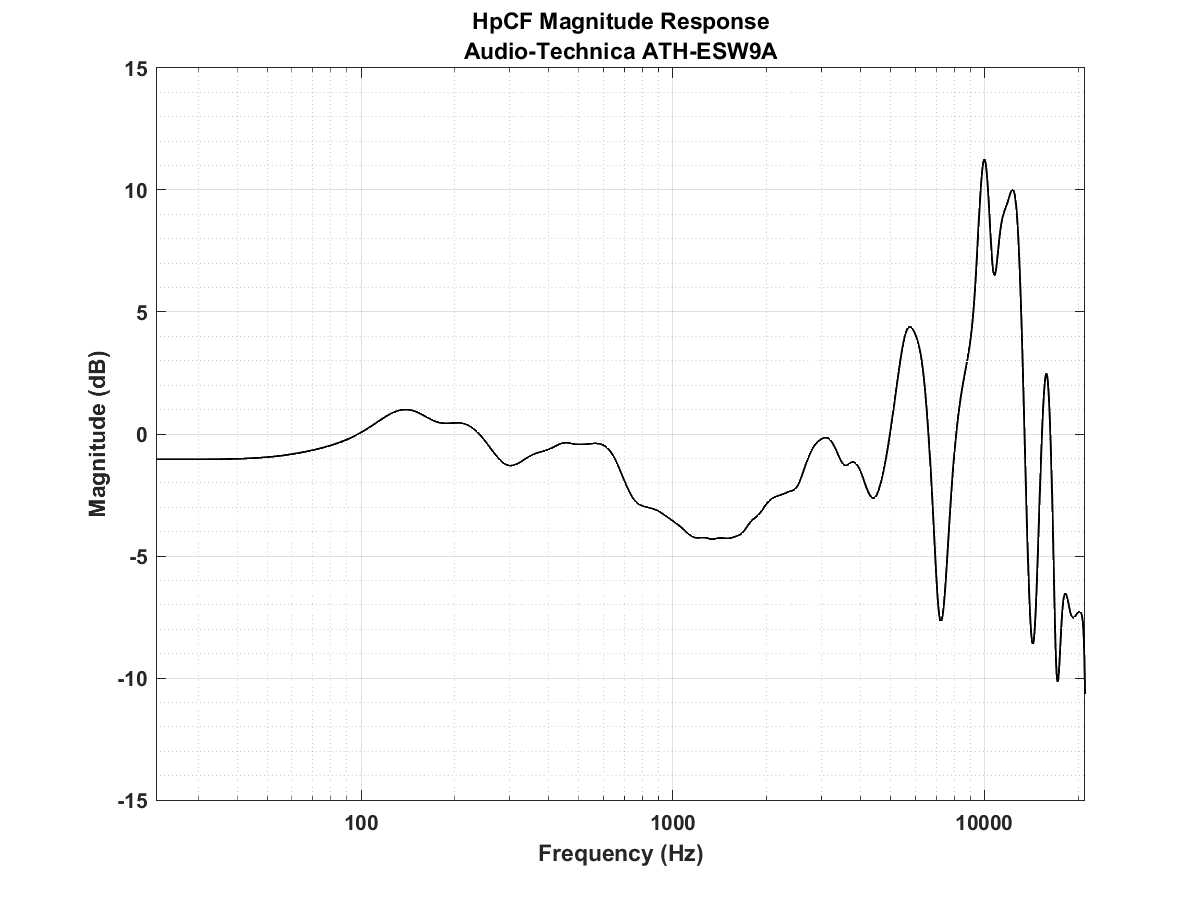 HpCF Magnitude Response
Audio-Technica ATH-ESW9A
15
10
5
0
-5
-10
-15
Magnitude (dB)
100
1000
10000
Frequency (Hz)